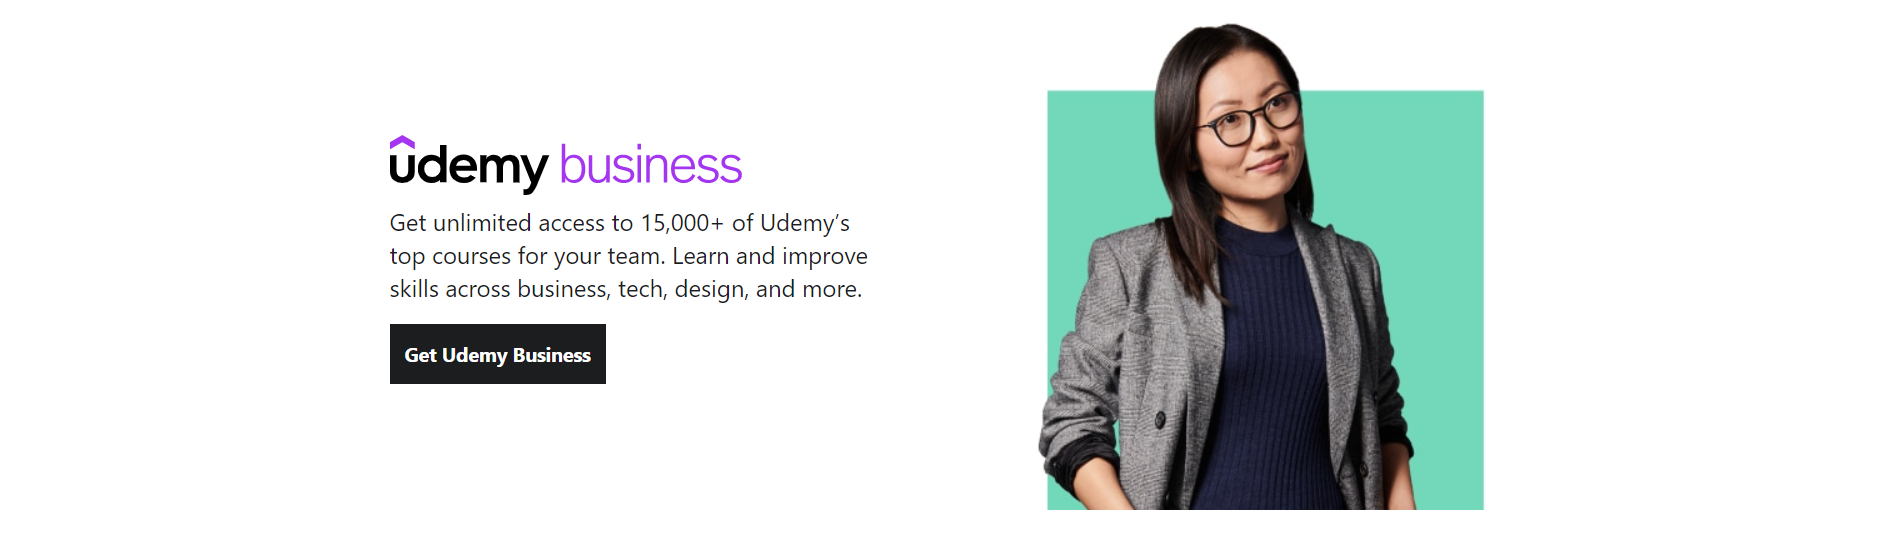 udemy business
Get unlimited access to 15,000+ of Udemy’s
top courses for your team. Learn and improve
skills across business, tech, design, and more.
Get Udemy Business